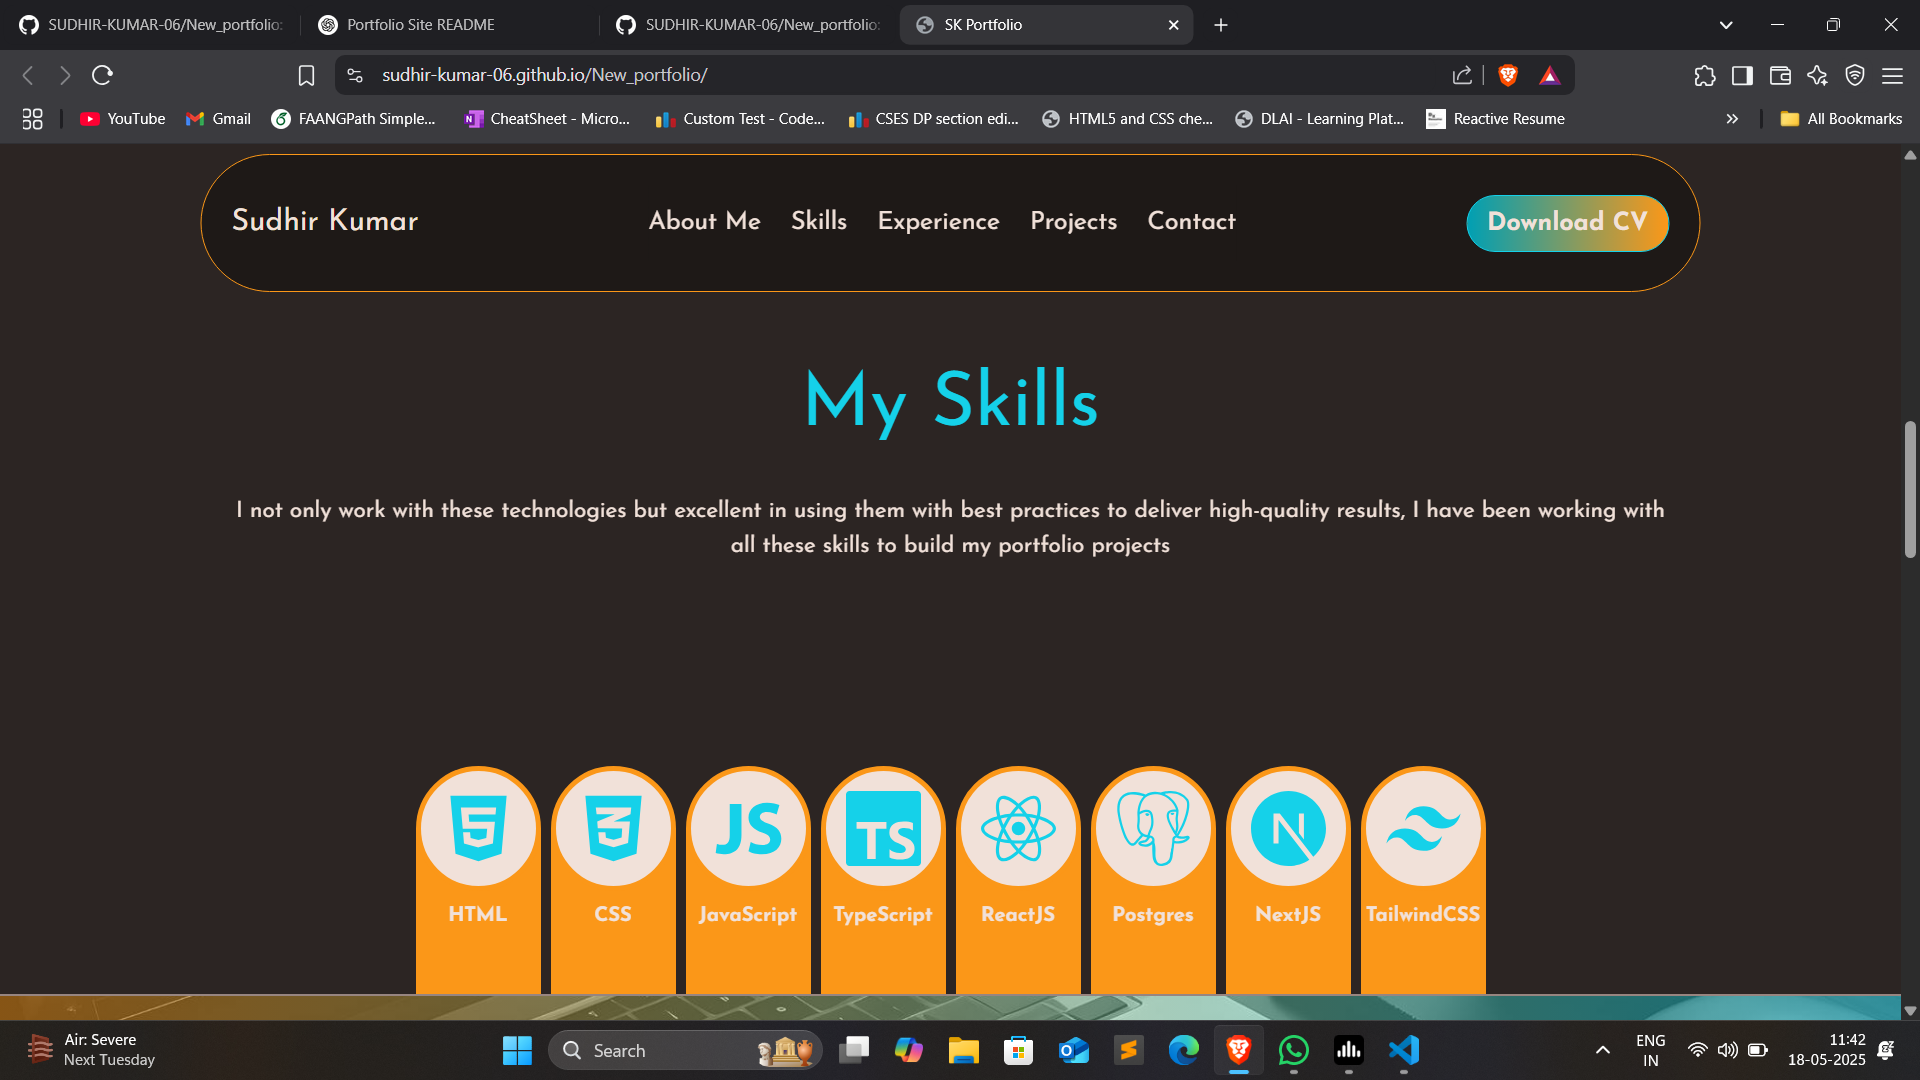 SUDHIR-KUMAR-06/New_portfolio:
Portfolio Site README
SUDHIR-KUMAR-06/New_portfolio:
SK Portfolio
sudhir-kumar-06.github.io/New_portfolio/
YouTube
Gmail
FAANGPath Simple...
CheatSheet - Micro...
Custom Test - Code...
CSES DP section edi...
HTML5 and CSS che...
DLAI - Learning Plat...
Reactive Resume
All Bookmarks
Sudhir Kumar
About Me
Skills
Experience
Projects
Contact
Download CV
My Skills
I not only work with these technologies but excellent in using them with best practices to deliver high-quality results, I have been working with
all these skills to build my portfolio projects
5
3
JS
TS
N
HTML
CSS
JavaScript
TypeScript
ReactJS
Postgres
NextJS
TailwindCSS
Air: Severe
Next Tuesday
Search
ENG
IN
11:42
18-05-2025